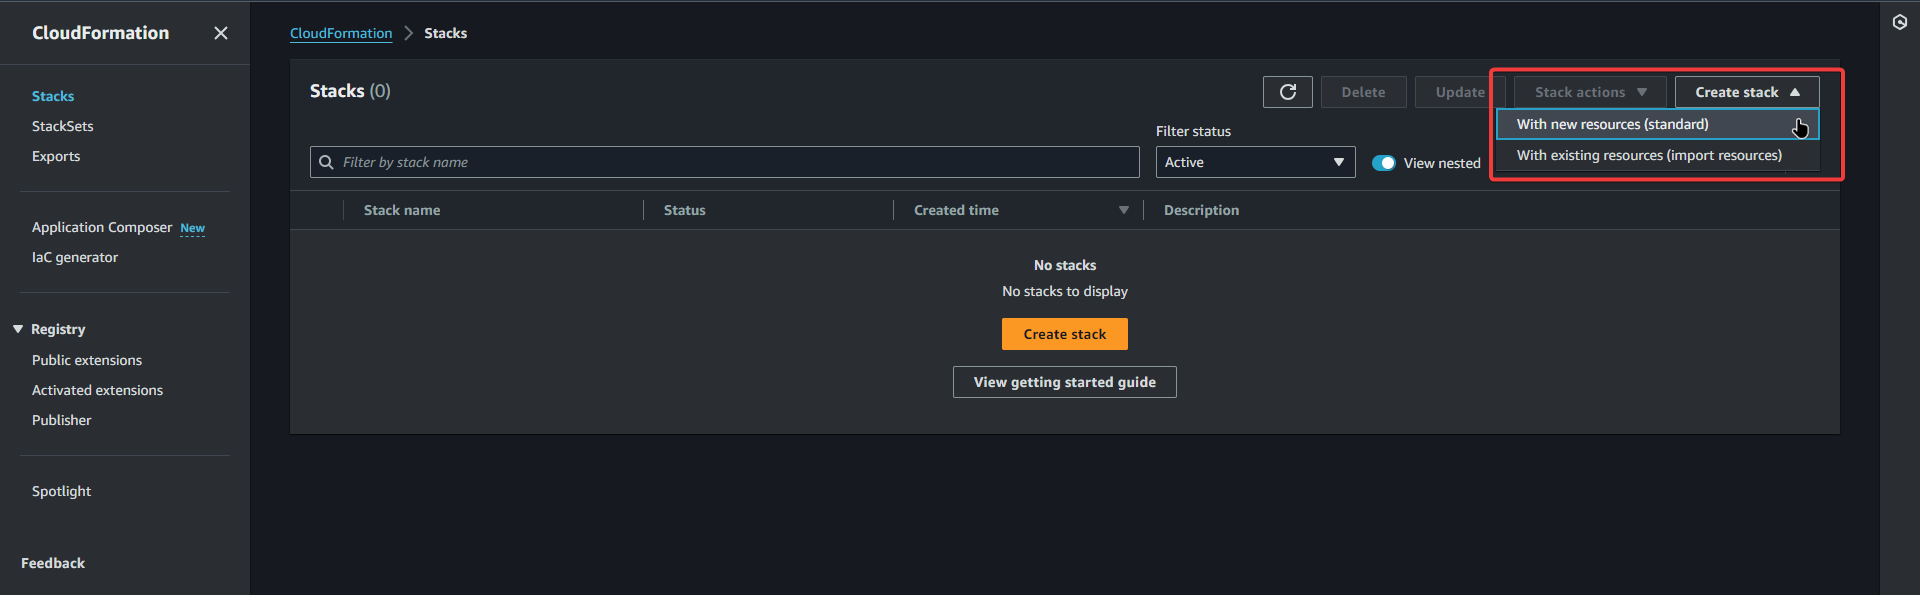 CloudFormation
Stacks
StackSets
Exports
Application Composer New
IaC generator
Registry
Public extensions
Activated extensions
Publisher
Spotlight
Feedback
CloudFormation > Stacks
Stacks (0)
Delete
Update
Stack actions
Create stack
With new resources (standard)
With existing resources (import resources)
Filter by stack name
Filter status
Active
View nested
Stack name
Status
Created time
Description
No stacks
No stacks to display
Create stack
View getting started guide